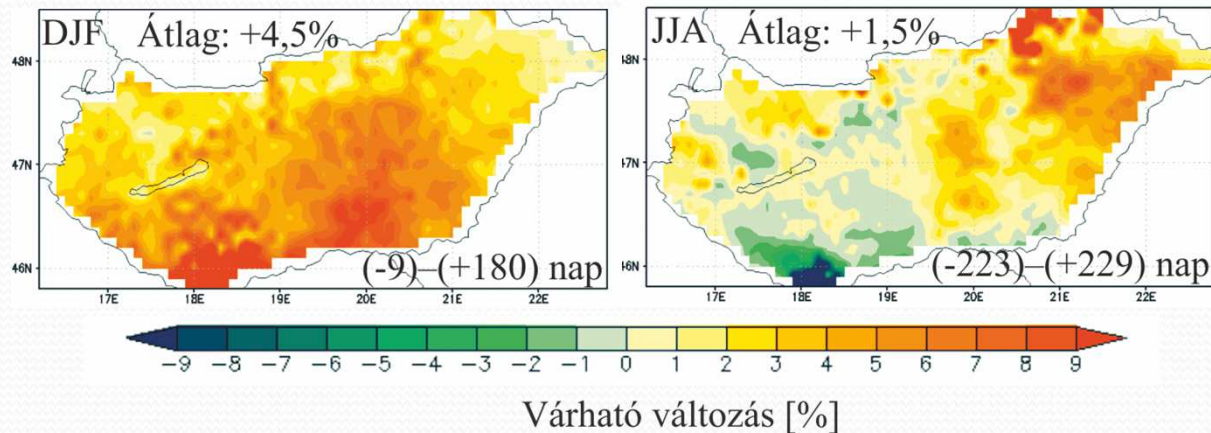 DJF Átlag: +4,5%
48N
47N
46N
(-9)–(+180) nap
17E 18E 19E 20E 21E 22E
JJA Átlag: +1,5%
48N
47N
46N
(-223)–(+229) nap
17E 18E 19E 20E 21E 22E
-9 -8 -7 -6 -5 -4 -3 -2 -1 0 1 2 3 4 5 6 7 8 9
Várható változás [%]